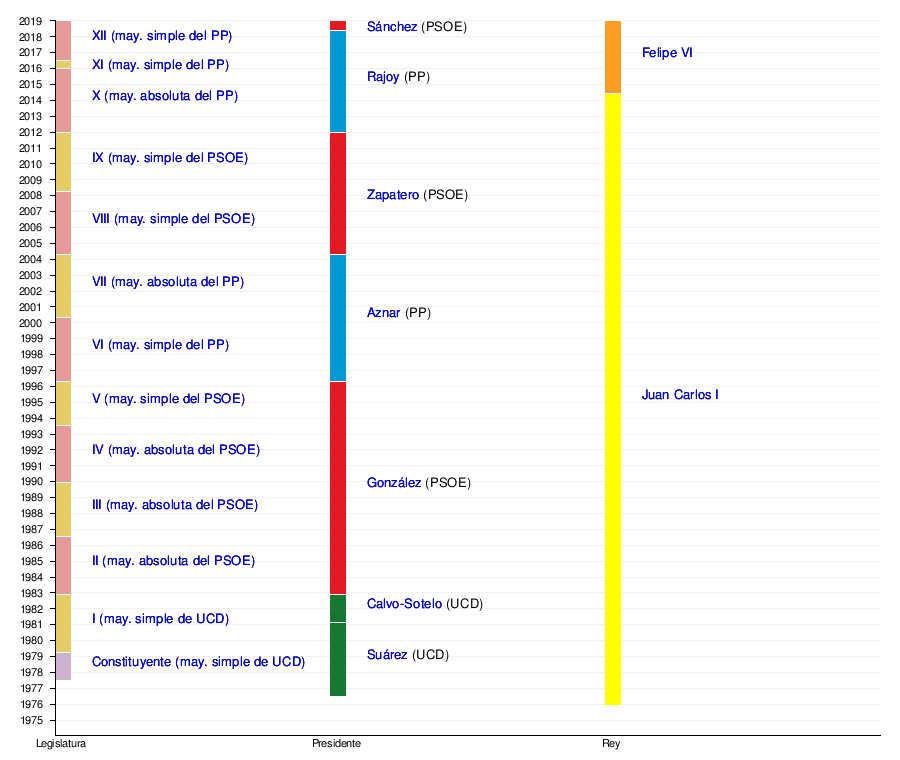 2019
Sánchez (PSOE)
XII (may. simple del PP)
2018
Felipe VI
2017
XI (may. simple del PP)
2016
Rajoy (PP)
2015
X (may. absoluta del PP)
2014
2013
2012
2011
IX (may. simple del PSOE)
2010
2009
Zapatero (PSOE)
2008
2007
VIII (may. simple del PSOE)
2006
2005
2004
VII (may. absoluta del PP)
2003
2002
2001
Aznar (PP)
2000
1999
VI (may. simple del PP)
1998
1997
1996
Juan Carlos I
V (may. simple del PSOE)
1995
1994
1993
IV (may. absoluta del PSOE)
1992
1991
1990
González (PSOE)
1989
III (may. absoluta del PSOE)
1988
1987
1986
II (may. absoluta del PSOE)
1985
1984
1983
Calvo-Sotelo (UCD)
1982
I (may. simple de UCD)
1981
1980
Suárez (UCD)
1979
Constituyente (may. simple de UCD)
1978
1977
1976
1975
Legislatura
Presidente
Rey